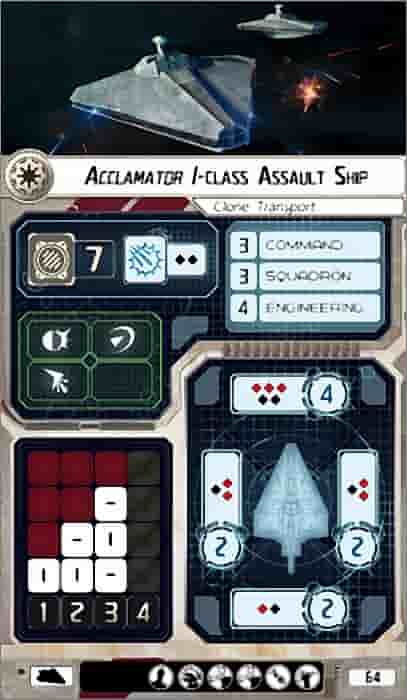 ACCLAMATOR I-CLASS ASSAULT SHIP
Clone Transport
7
3 COMMAND
3 SQUADRON
4 ENGINEERING
4
2 2
- 
- -
I I -
1 2 3 4
2
64